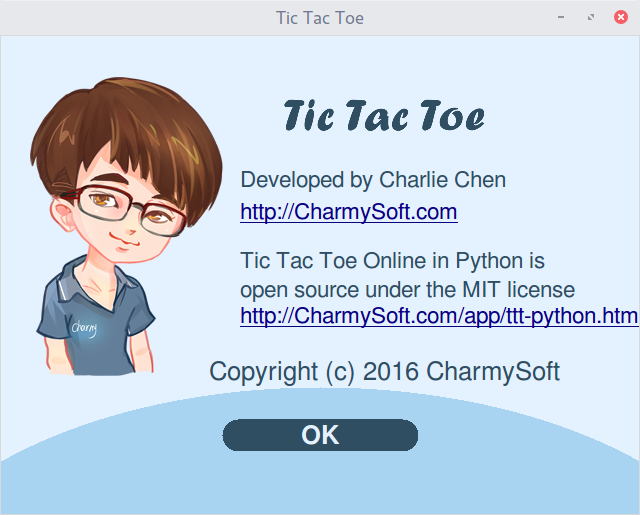 Tic Tac Toe
Tic Tac Toe
Developed by Charlie Chen
http://CharmySoft.com
Tic Tac Toe Online in Python is
open source under the MIT license
http://CharmySoft.com/app/ttt-python.htm
charmy
Copyright (c) 2016 CharmySoft
OK